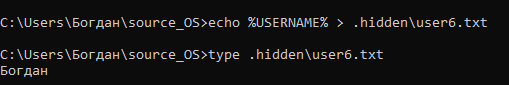 C:\Users\Богдан\source_OS>echo %USERNAME% > .hidden\user6.txt
C:\Users\Богдан\source_OS>type .hidden\user6.txt
Богдан